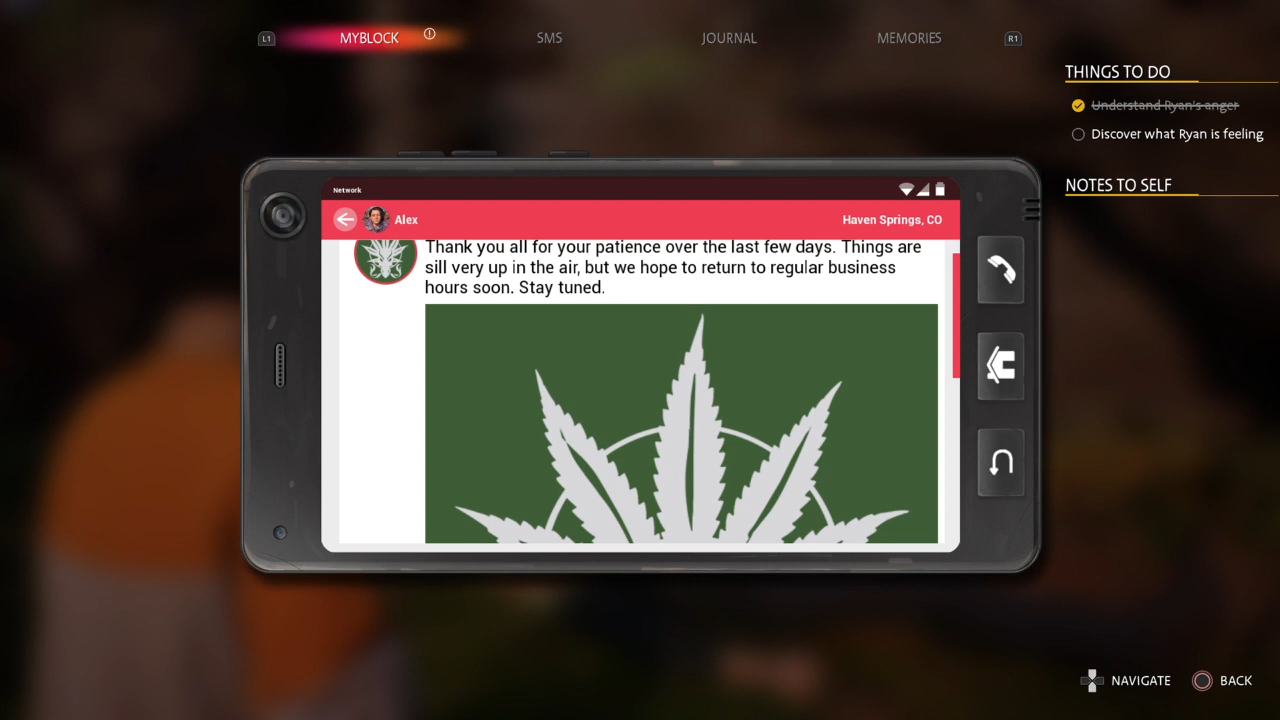 L1
MYBLOCK
SMS
JOURNAL
MEMORIES
R1
THINGS TO DO
Understand Ryan's anger
Discover what Ryan is feeling
NOTES TO SELF
Network
Alex
Haven Springs, CO
Thank you all for your patience over the last few days. Things are
sill very up in the air, but we hope to return to regular business
hours soon. Stay tuned.
NAVIGATE
BACK